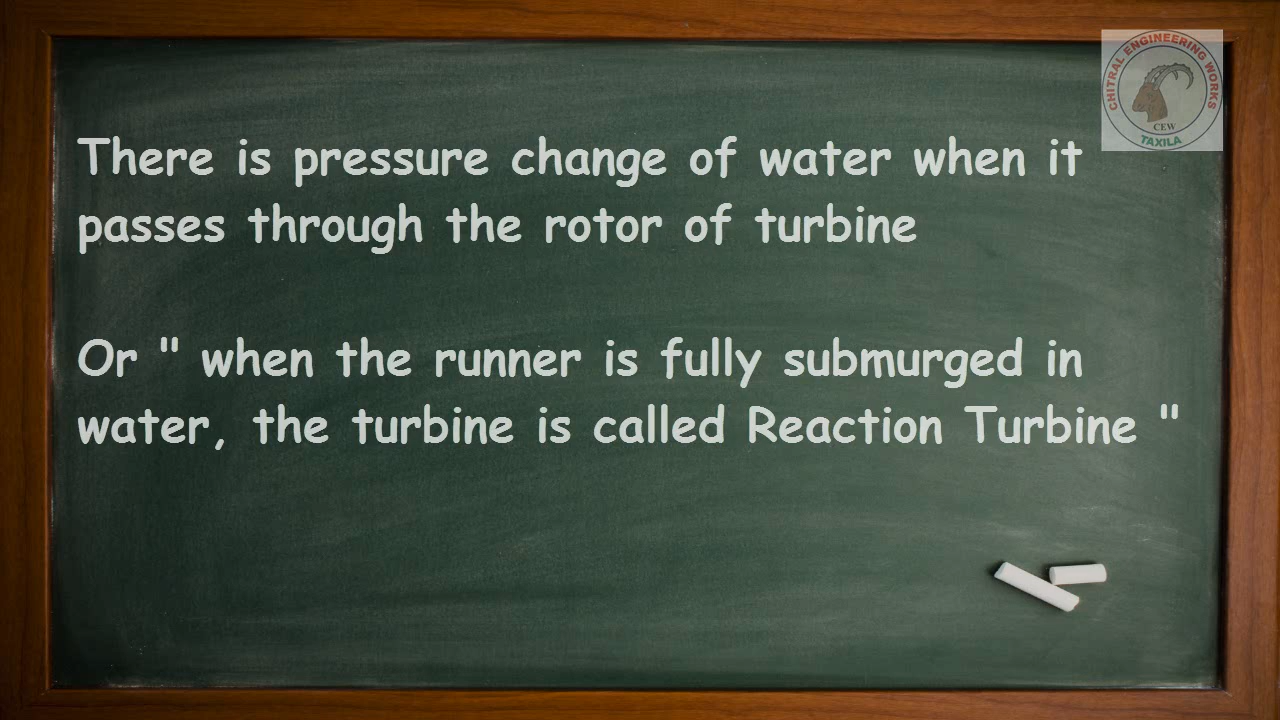 CHITRAL ENGINEERING WORKS
CEW
TAXILA
There is pressure change of water when it
passes through the rotor of turbine
Or " when the runner is fully submurged in
water, the turbine is called Reaction Turbine "